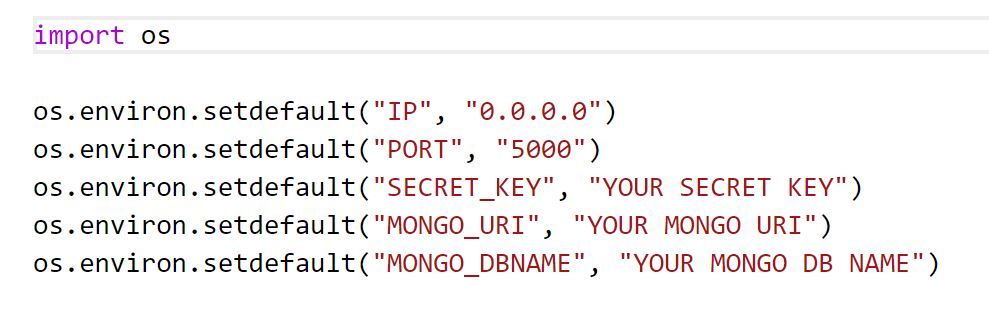 import os
os.environ.setdefault("IP", "0.0.0.0")
os.environ.setdefault("PORT", "5000")
os.environ.setdefault("SECRET_KEY", "YOUR SECRET KEY")
os.environ.setdefault("MONGO_URI", "YOUR MONGO URI")
os.environ.setdefault("MONGO_DBNAME", "YOUR MONGO DB NAME")